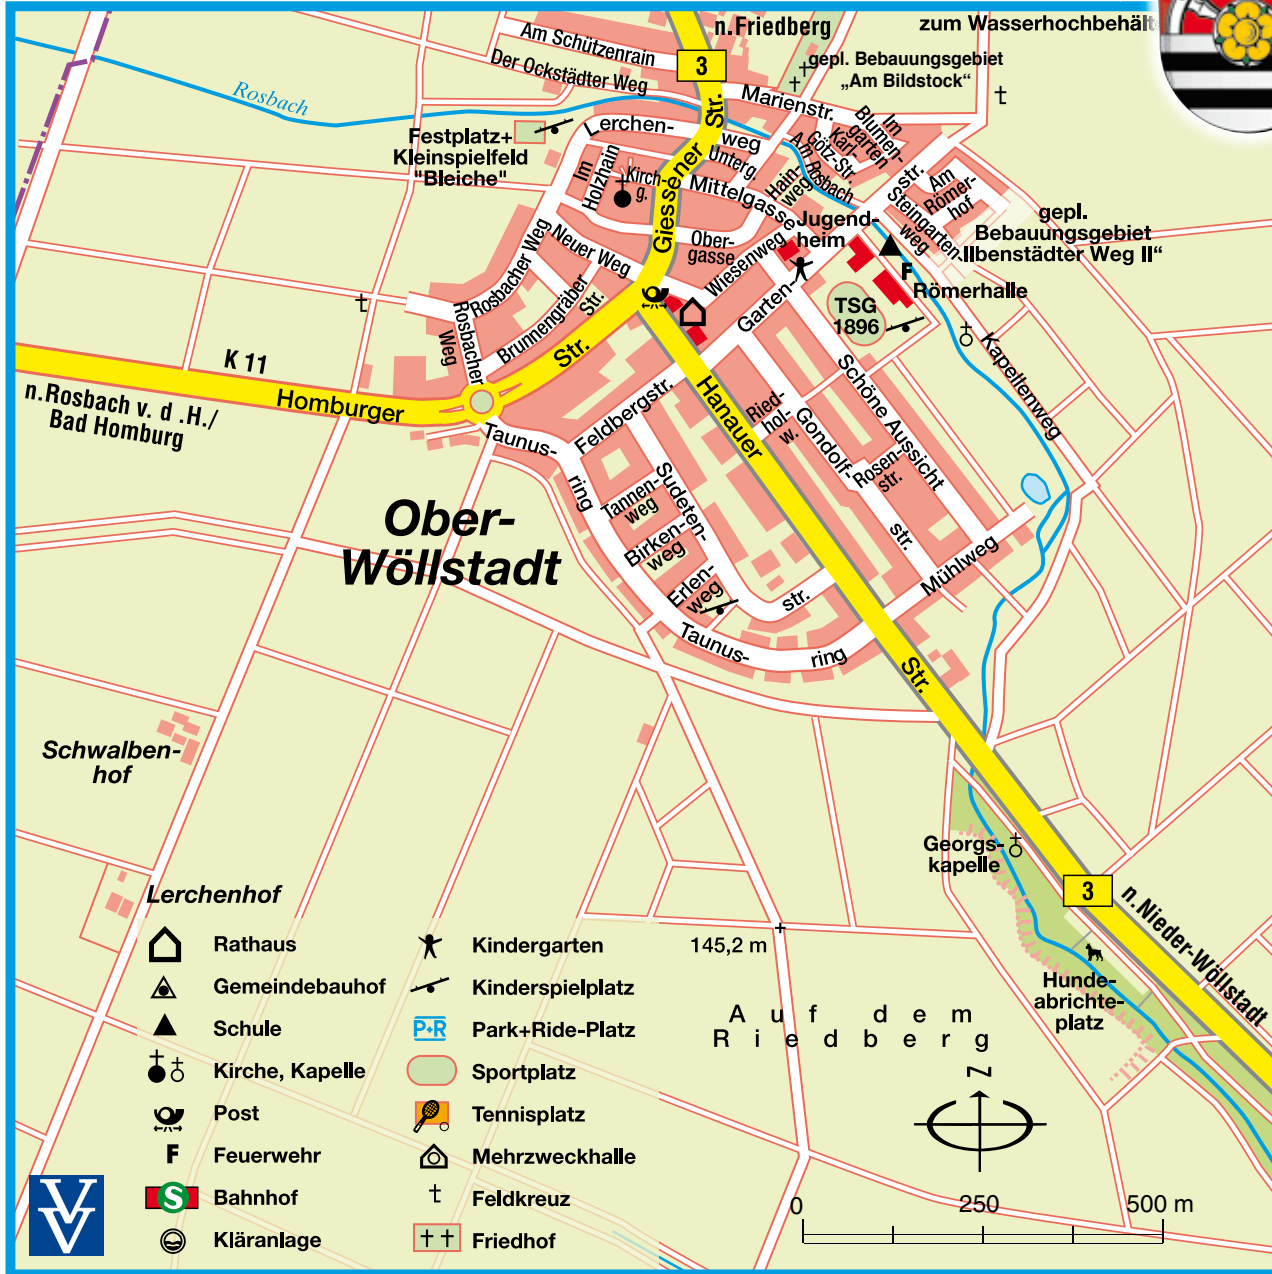 n.Friedberg
zum Wasserhochbehält
Am Schützenrain
3
Der Ockstädter Weg
gepl. Bebauungsgebiet
„Am Bildstock“
Rosbach
Marienstr.
Festplatz+
Kleinspielfeld
"Bleiche"
Lerchen-
weg
Im
Blumen-
garten
Karl-
Götz-Str.
Am Rosbach
Unterg.
Im
Holzhain
Kirch-
g.
Mittelgasse
Hain-
weg
Giessener Str.
Steingarten-
str.
Am
Römer-
hof
weg
gepl.
Bebauungsgebiet
„Ilbenstädter Weg II“
Jugend-
heim
Ober-
gasse
Wiesenweg
Neuer Weg
Rosbacher Weg
F
Römerhalle
TSG
1896
Garten-
Brunnengräber
Str.
Rosbacher
Weg
Kapellenweg
K 11
Homburger
Str.
n.Rosbach v. d .H./
Bad Homburg
Hanauer
Schöne Aussicht
Feldbergstr.
Ried-
hol-
w.
Gondolf-
str.
Rosen-
str.
Taunus-
ring
Sudeten-
str.
Tannen-
weg
Birken-
weg
Erlen-
weg
Mühlweg
Ober-
Wöllstadt
Taunus-
ring
Str.
Schwalben-
hof
Georgs-
kapelle
3
n.Nieder-Wöllstadt
Lerchenhof
Hunde-
abrichte-
platz
145,2 m
Auf dem
Riedberg
N
Rathaus
Gemeindebauhof
Schule
Kirche, Kapelle
Post
F Feuerwehr
S Bahnhof
Kläranlage
Kindergarten
Kinderspielplatz
P+R Park+Ride-Platz
Sportplatz
Tennisplatz
Mehrzweckhalle
Feldkreuz
Friedhof
0 250 500 m
VV